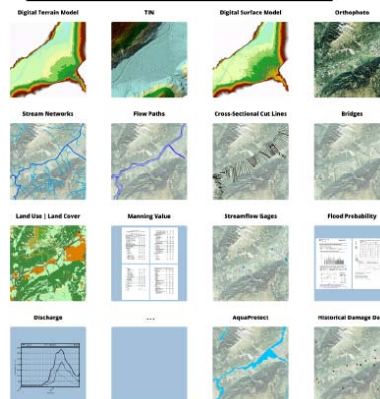 Digital Terrain Model TIN Digital Surface Model Orthophoto
Stream Networks Flow Paths Cross-Sectional Cut Lines Bridges
Land Use | Land Cover Manning Value Streamflow Gages Flood Probability
Discharge ... AquaProtect Historical Damage Da